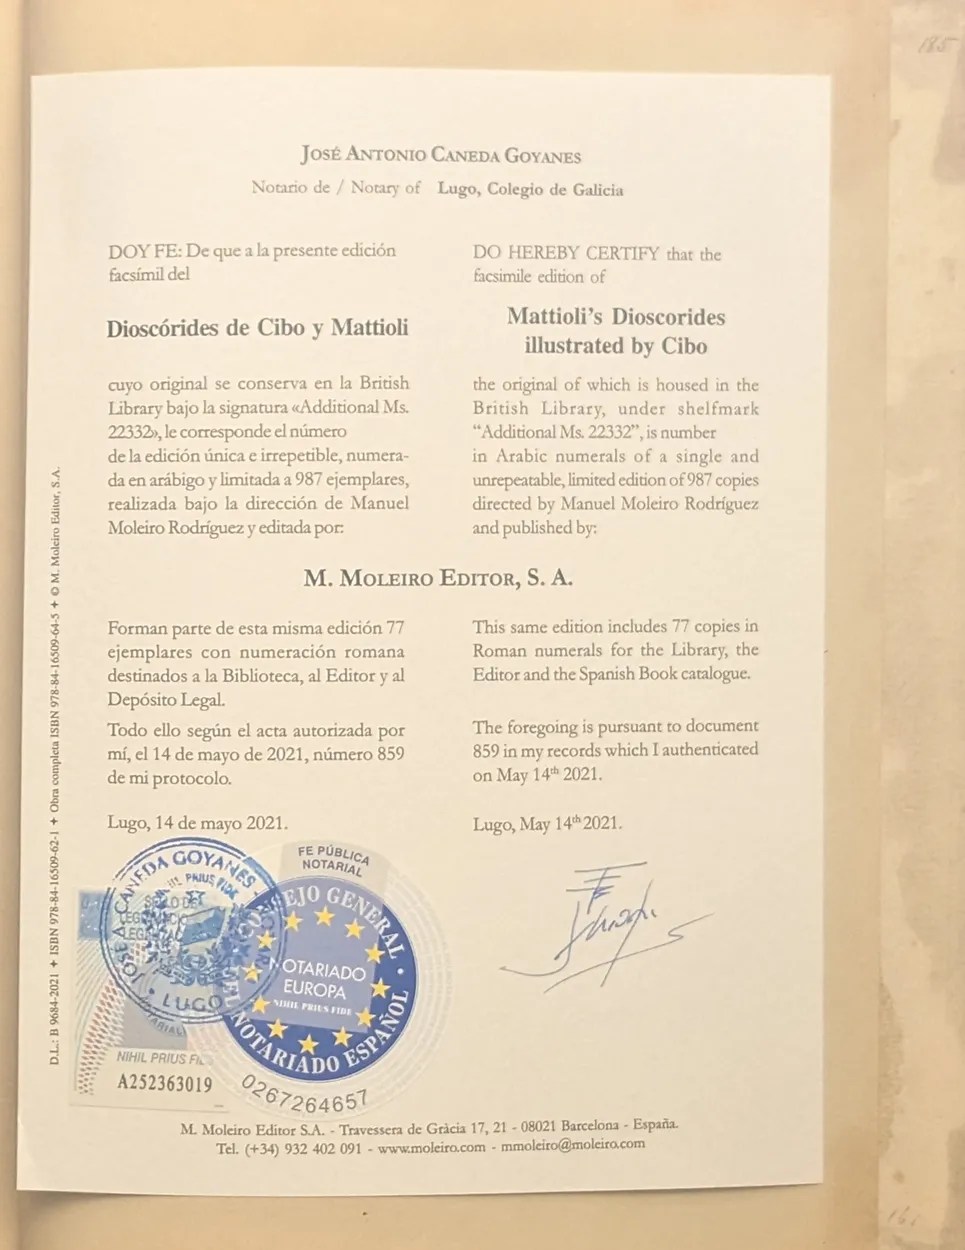 185
JOSÉ ANTONIO CANEDA GOYANES
Notario de / Notary of Lugo, Colegio de Galicia
DOY FE: De que a la presente edición
facsímil del
Dioscórides de Cibo y Mattioli
cuyo original se conserva en la British
Library bajo la signatura «Additional Ms.
22332», le corresponde el número
de la edición única e irrepetible, numera-
da en arábigo y limitada a 987 ejemplares,
realizada bajo la dirección de Manuel
Moleiro Rodríguez y editada por:
DO HEREBY CERTIFY that the
facsimile edition of
Mattioli's Dioscorides
illustrated by Cibo
the original of which is housed in the
British Library, under shelfmark
“Additional Ms. 22332”, is number
in Arabic numerals of a single and
unrepeatable, limited edition of 987 copies
directed by Manuel Moleiro Rodríguez
and published by:
M. MOLEIRO EDITOR, S. A.
Forman parte de esta misma edición 77
ejemplares con numeración romana
destinados a la Biblioteca, al Editor y al
Depósito Legal.
Todo ello según el acta autorizada por
mí, el 14 de mayo de 2021, número 859
de mi protocolo.
Lugo, 14 de mayo 2021.
This same edition includes 77 copies in
Roman numerals for the Library, the
Editor and the Spanish Book catalogue.
The foregoing is pursuant to document
859 in my records which I authenticated
on May 14th 2021.
Lugo, May 14th 2021.
D.L.: B 9684-2021 ✦ ISBN 978-84-16509-62-1 ✦ Obra completa ISBN 978-84-16509-64-5 ✦ © M. Moleiro Editor, S.A.
JOSE A. CANEDA GOYANES
NIHIL PRIUS FIDE
LUGO
SELLO DE
FE PÚBLICA
NOTARIAL
CONSEJO GENERAL DEL
NOTARIADO ESPAÑOL
NOTARIADO
EUROPA
NIHIL PRIUS FIDE
NIHIL PRIUS FI
A252363019
0267264657
M. Moleiro Editor S.A. - Travessera de Gràcia 17, 21 - 08021 Barcelona - España.
Tel. (+34) 932 402 091 - www.moleiro.com - mmoleiro@moleiro.com